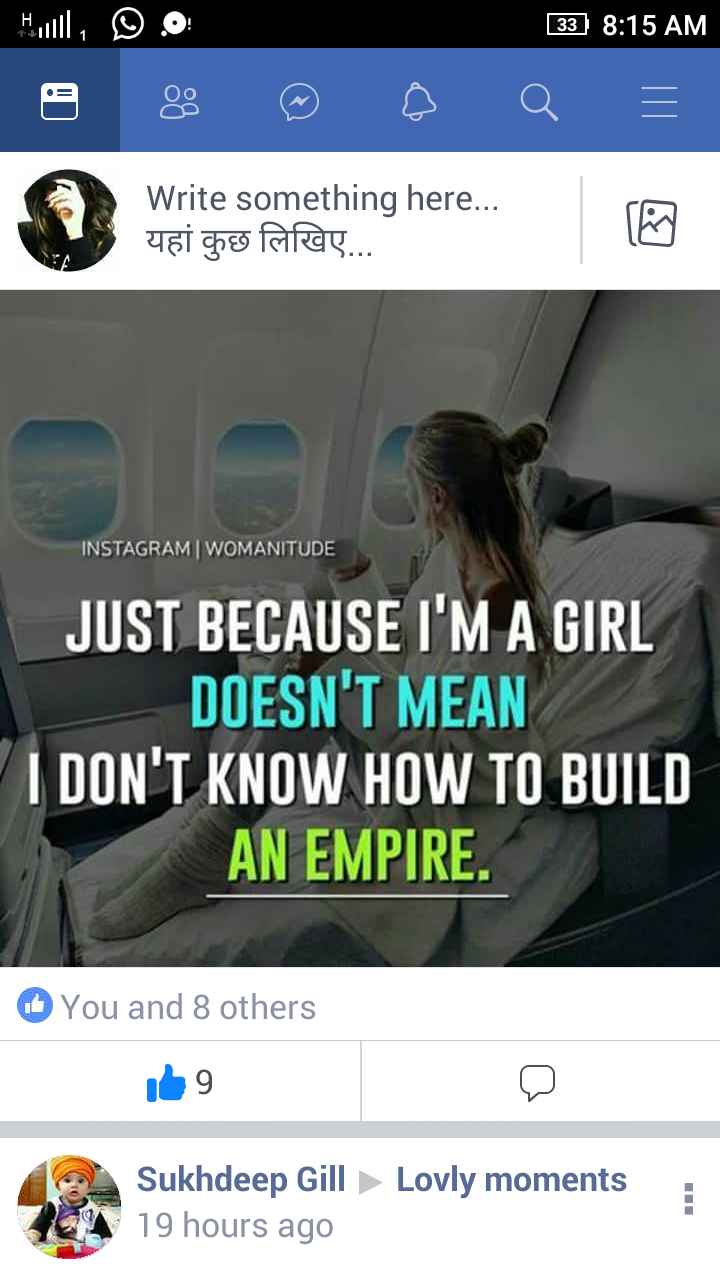 H
1
33
8:15 AM
Write something here...
यहां कुछ लिखिए...
INSTAGRAM | WOMANITUDE
JUST BECAUSE I'M A GIRL
DOESN'T MEAN
I DON'T KNOW HOW TO BUILD
AN EMPIRE.
You and 8 others
9
Sukhdeep Gill ▶ Lovly moments
19 hours ago